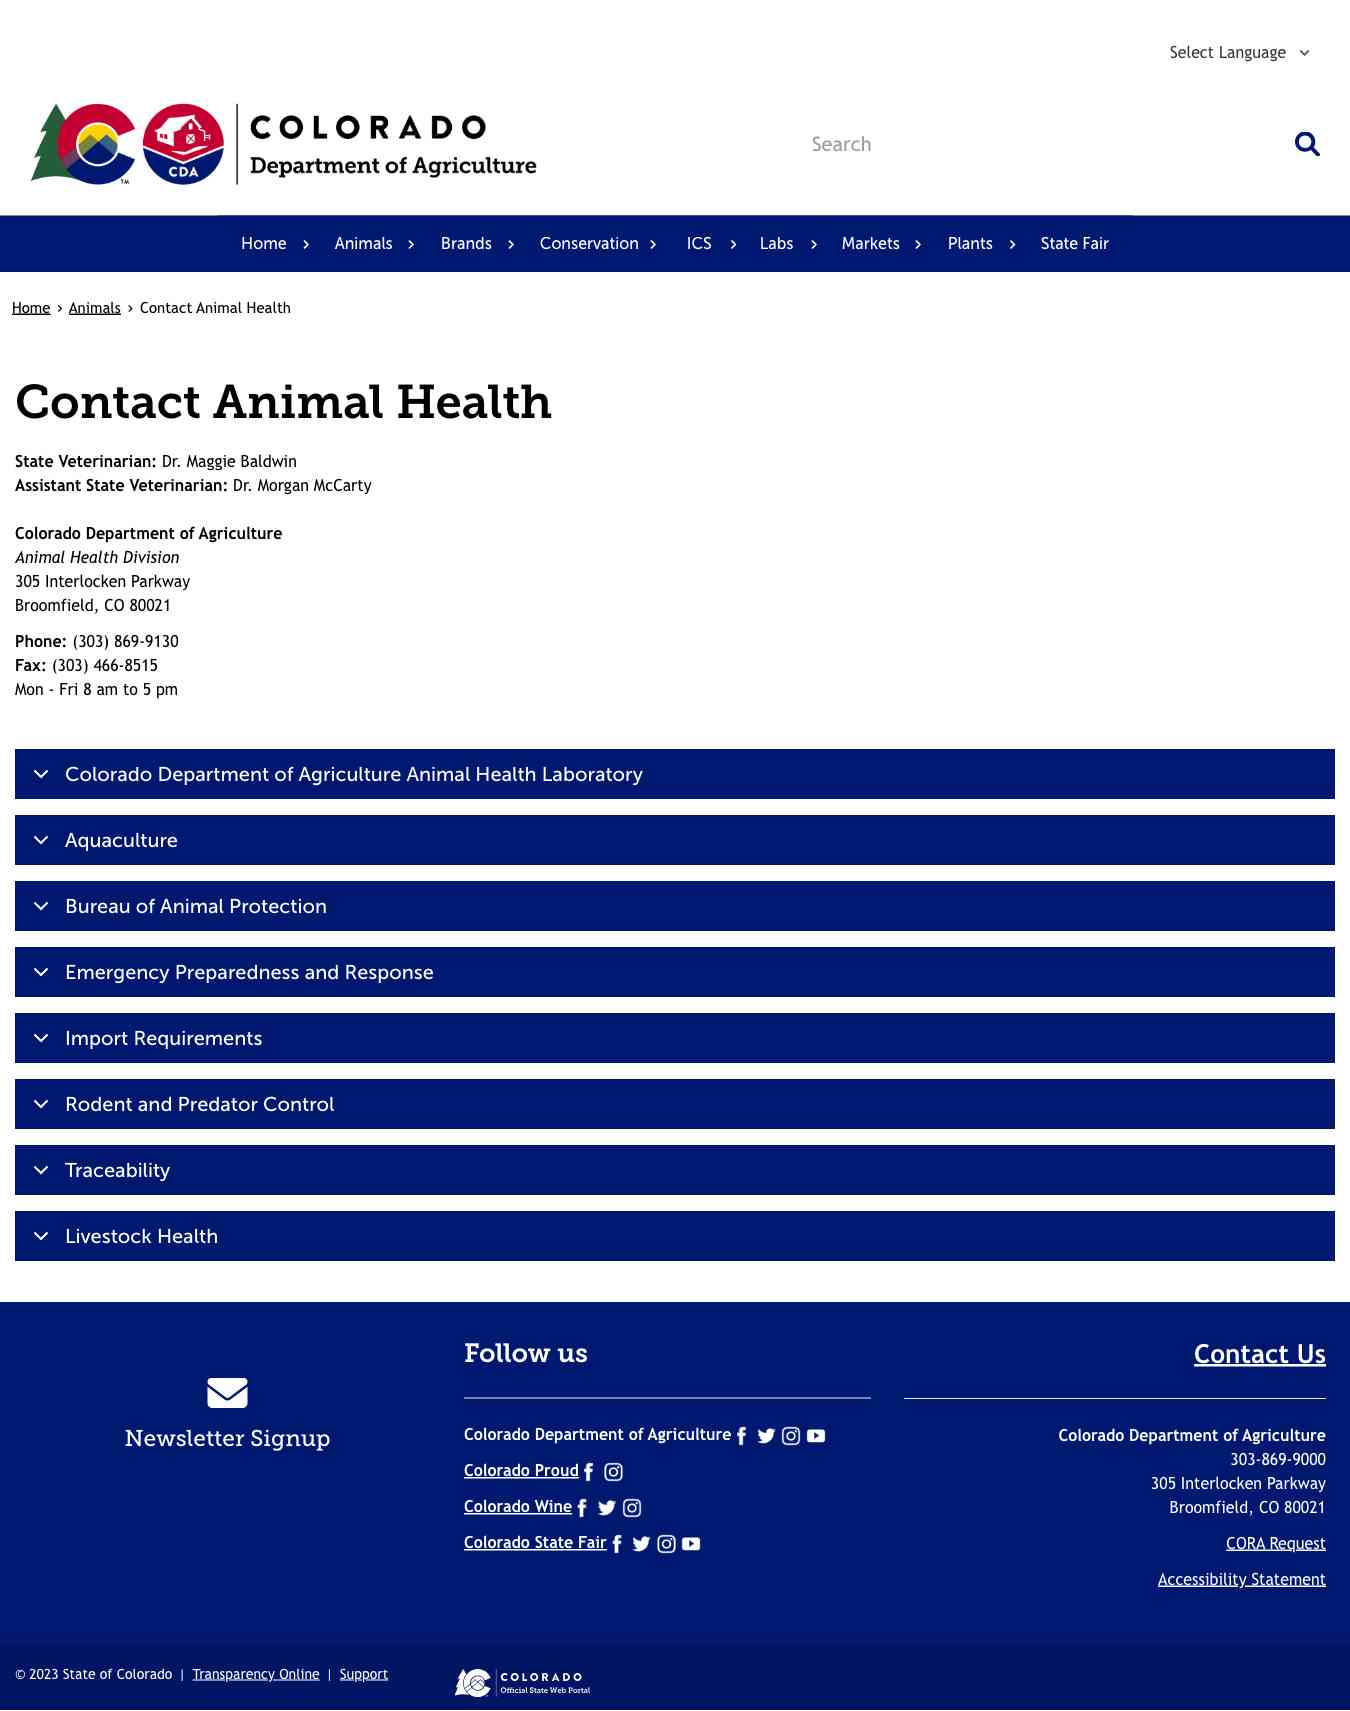 Select Language
COLORADO
Department of Agriculture
CDA
TM
Search
Home Animals Brands Conservation ICS Labs Markets Plants State Fair
Home › Animals › Contact Animal Health
Contact Animal Health
State Veterinarian: Dr. Maggie Baldwin
Assistant State Veterinarian: Dr. Morgan McCarty
Colorado Department of Agriculture
Animal Health Division
305 Interlocken Parkway
Broomfield, CO 80021
Phone: (303) 869-9130
Fax: (303) 466-8515
Mon - Fri 8 am to 5 pm
Colorado Department of Agriculture Animal Health Laboratory
Aquaculture
Bureau of Animal Protection
Emergency Preparedness and Response
Import Requirements
Rodent and Predator Control
Traceability
Livestock Health
Newsletter Signup
Follow us
Colorado Department of Agriculture
Colorado Proud
Colorado Wine
Colorado State Fair
Contact Us
Colorado Department of Agriculture
303-869-9000
305 Interlocken Parkway
Broomfield, CO 80021
CORA Request
Accessibility Statement
© 2023 State of Colorado | Transparency Online | Support
COLORADO
Official State Web Portal